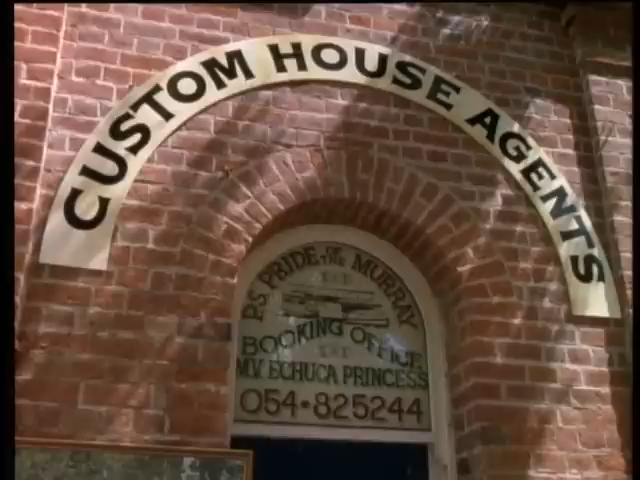 CUSTOM HOUSE AGENTS
P.S. PRIDE OF THE MURRAY
BOOKING OFFICE
M.V. ECHUCA PRINCESS
054·825244